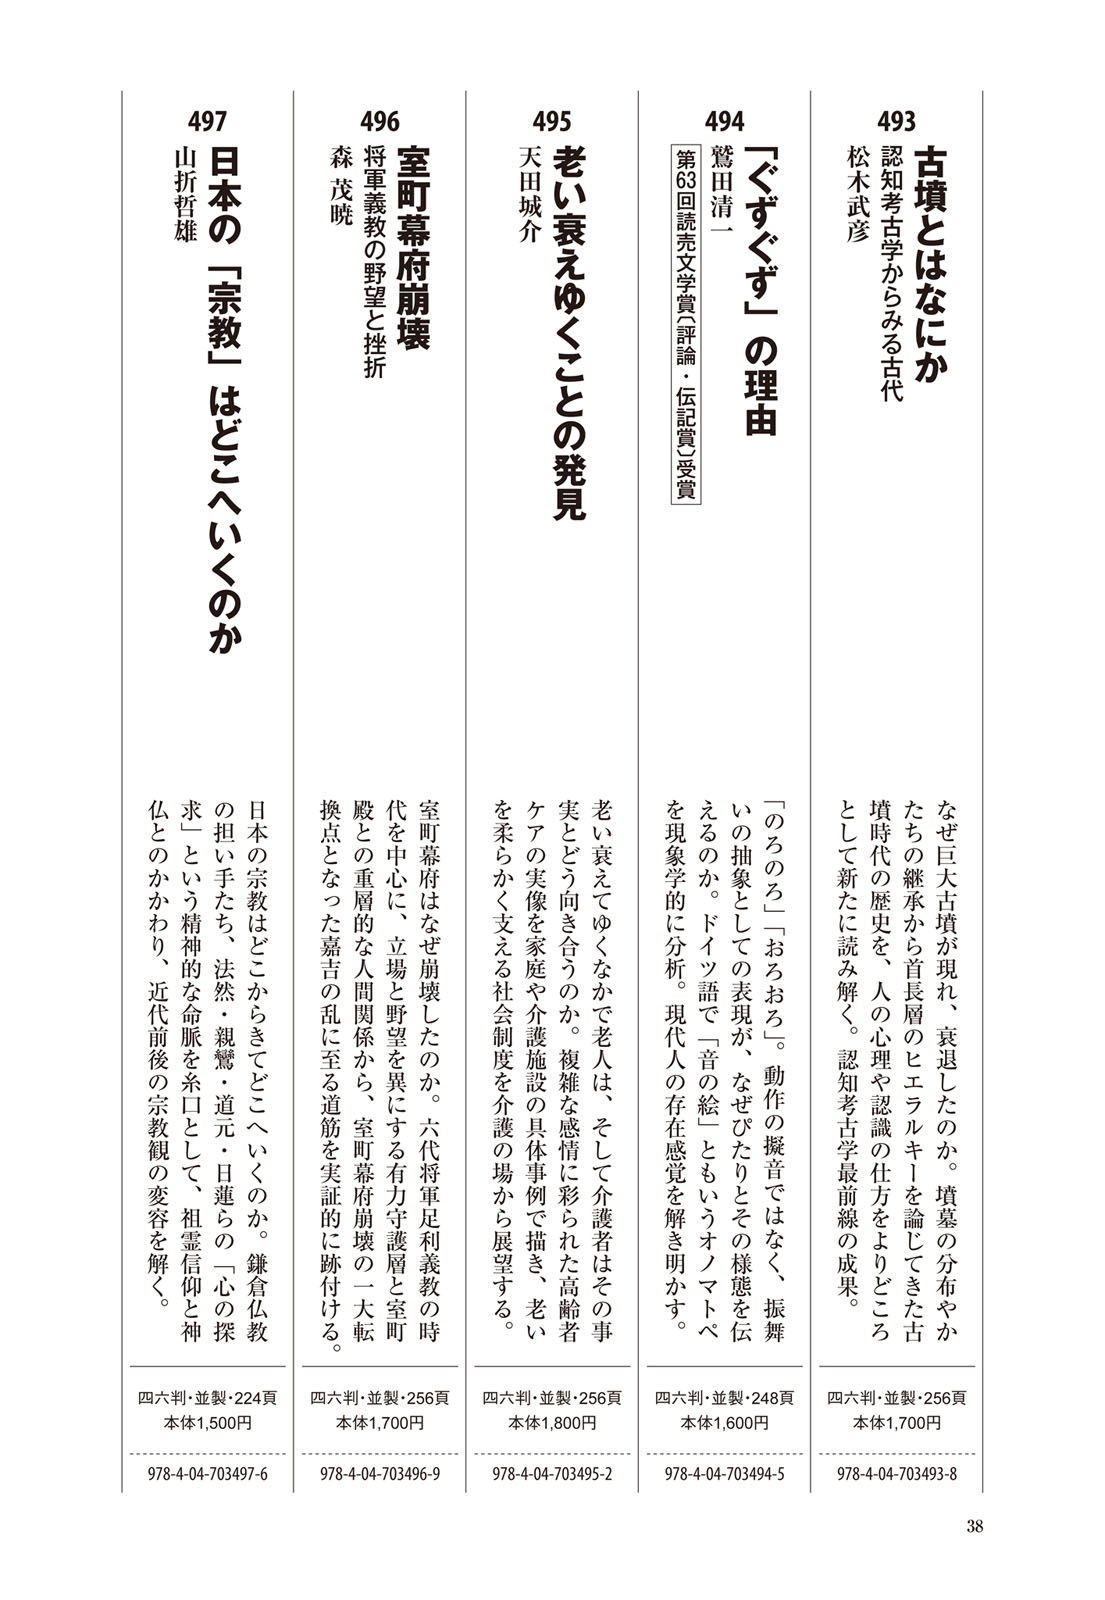 493
古墳とはなにか
認知考古学からみる古代
松木武彦
なぜ巨大古墳が現れ、衰退したのか。墳墓の分布やか
たちの継承から首長層のヒエラルキーを論じてきた古
墳時代の歴史を、人の心理や認識の仕方をよりどころ
として新たに読み解く。認知考古学最前線の成果。
四六判・並製・256頁
本体1,700円
978-4-04-703493-8
494
「ぐずぐず」の理由
鷲田清一
第63回読売文学賞〔評論・伝記賞〕受賞
「のろのろ」「おろおろ」。動作の擬音ではなく、振舞
いの抽象としての表現が、なぜぴたりとその様態を伝
えるのか。ドイツ語で「音の絵」ともいうオノマトペ
を現象学的に分析。現代人の存在感覚を解き明かす。
四六判・並製・248頁
本体1,600円
978-4-04-703494-5
495
老い衰えゆくことの発見
天田城介
老い衰えてゆくなかで老人は、そして介護者はその事
実とどう向き合うのか。複雑な感情に彩られた高齢者
ケアの実像を家庭や介護施設の具体事例で描き、老い
を柔らかく支える社会制度を介護の場から展望する。
四六判・並製・256頁
本体1,800円
978-4-04-703495-2
496
室町幕府崩壊
将軍義教の野望と挫折
森 茂暁
室町幕府はなぜ崩壊したのか。六代将軍足利義教の時
代を中心に、立場と野望を異にする有力守護層と室町
殿との重層的な人間関係から、室町幕府崩壊の一大転
換点となった嘉吉の乱に至る道筋を実証的に跡付ける。
四六判・並製・256頁
本体1,700円
978-4-04-703496-9
497
日本の「宗教」はどこへいくのか
山折哲雄
日本の宗教はどこからきてどこへいくのか。鎌倉仏教
の担い手たち、法然・親鸞・道元・日蓮らの「心の探
求」という精神的な命脈を糸口として、祖霊信仰と神
仏とのかかわり、近代前後の宗教観の変容を解く。
四六判・並製・224頁
本体1,500円
978-4-04-703497-6
38